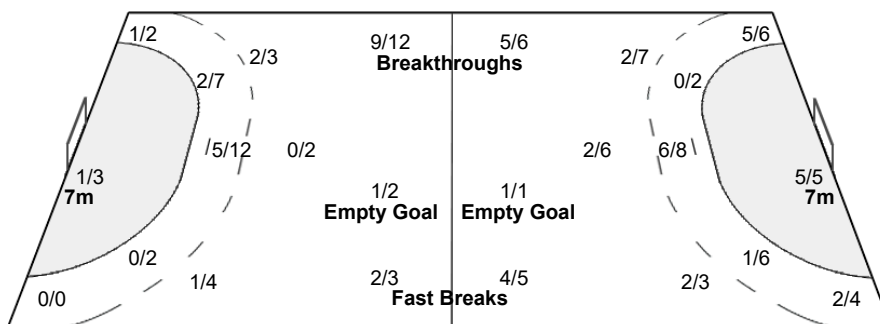 1/2 2/3 9/12 5/6 2/7 5/6
Breakthroughs
2/7 0/2
5/12 0/2 2/6 6/8
1/3 5/5
7m 7m
1/2 1/1
Empty Goal Empty Goal
0/2 1/6
1/4 2/3 4/5 2/3
0/0 Fast Breaks 2/4